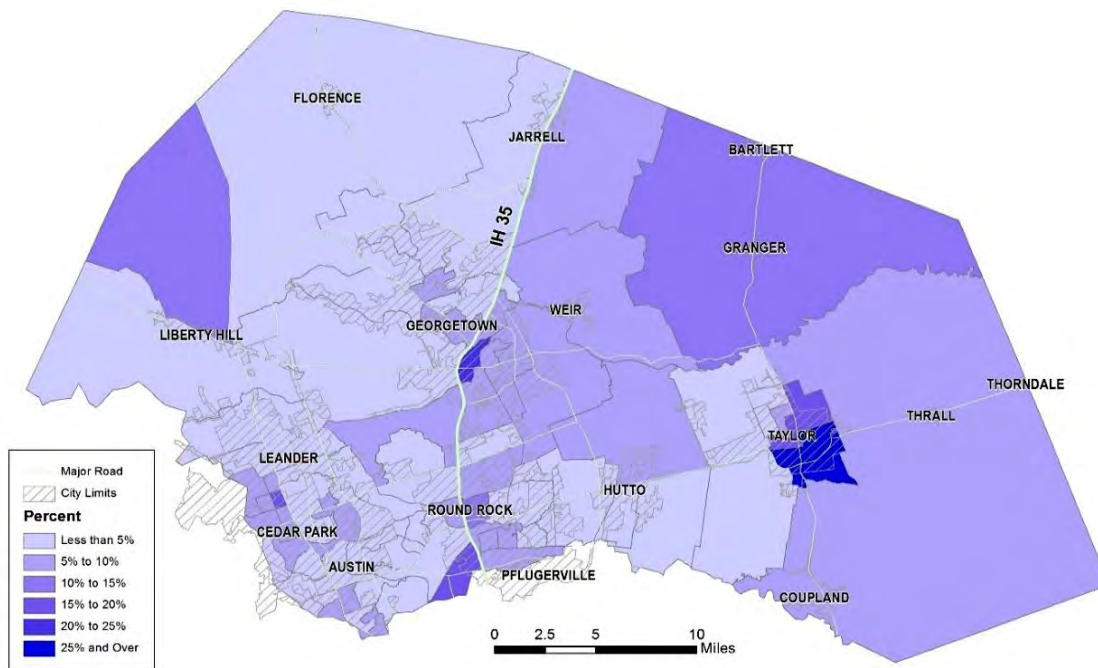 FLORENCE
JARRELL
BARTLETT
IH 35
GRANGER
WEIR
GEORGETOWN
LIBERTY HILL
THORNDALE
THRALL
TAYLOR
LEANDER
HUTTO
ROUND ROCK
CEDAR PARK
AUSTIN
PFLUGERVILLE
COUPLAND
Major Road
City Limits
Percent
Less than 5%
5% to 10%
10% to 15%
15% to 20%
20% to 25%
25% and Over
0 2.5 5 10
Miles